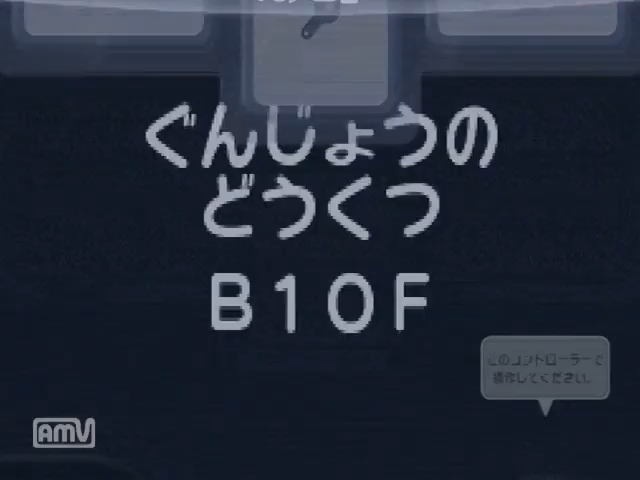 ぐんじょうの
どうくつ
B10F
このコントローラーで
操作してください。
AMV